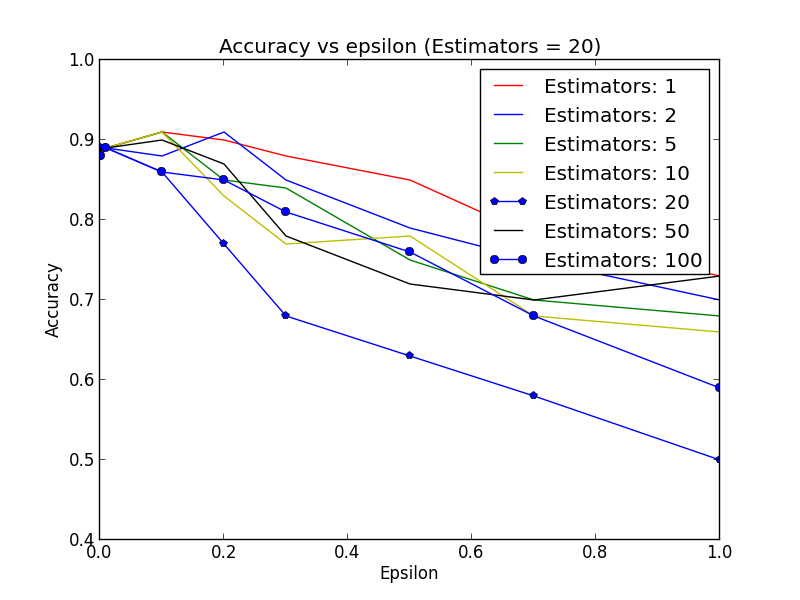 Accuracy vs epsilon (Estimators = 20)
1.0
0.9
0.8
0.7
0.6
0.5
0.4
Accuracy
Estimators: 1
Estimators: 2
Estimators: 5
Estimators: 10
Estimators: 20
Estimators: 50
Estimators: 100
0.0 0.2 0.4 0.6 0.8 1.0
Epsilon